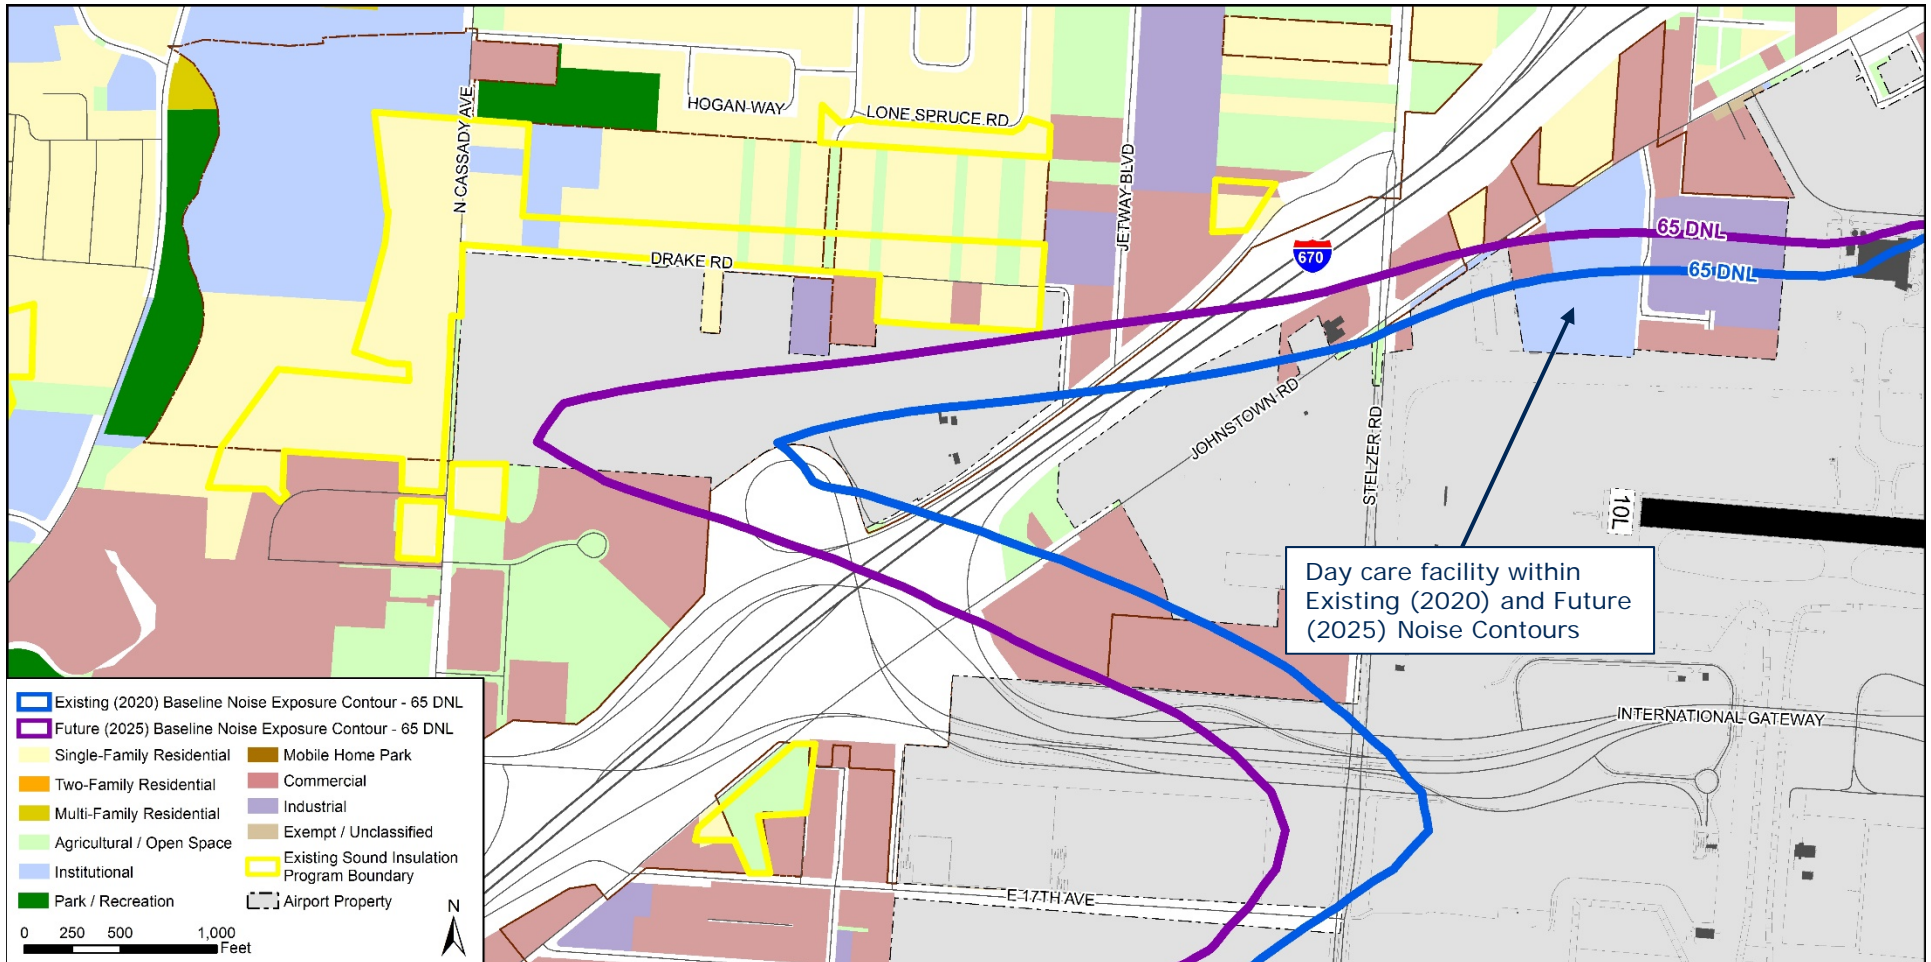 HOGAN WAY
LONE SPRUCE RD
N CASSADY AVE
JETWAY BLVD
DRAKE RD
670
65 DNL
65 DNL
JOHNSTOWN RD
STELZER RD
10L
Day care facility within
Existing (2020) and Future
(2025) Noise Contours
INTERNATIONAL GATEWAY
E 17TH AVE
Existing (2020) Baseline Noise Exposure Contour - 65 DNL
Future (2025) Baseline Noise Exposure Contour - 65 DNL
Single-Family Residential
Two-Family Residential
Multi-Family Residential
Agricultural / Open Space
Institutional
Park / Recreation
Mobile Home Park
Commercial
Industrial
Exempt / Unclassified
Existing Sound Insulation
Program Boundary
Airport Property
0 250 500 1,000
Feet
N